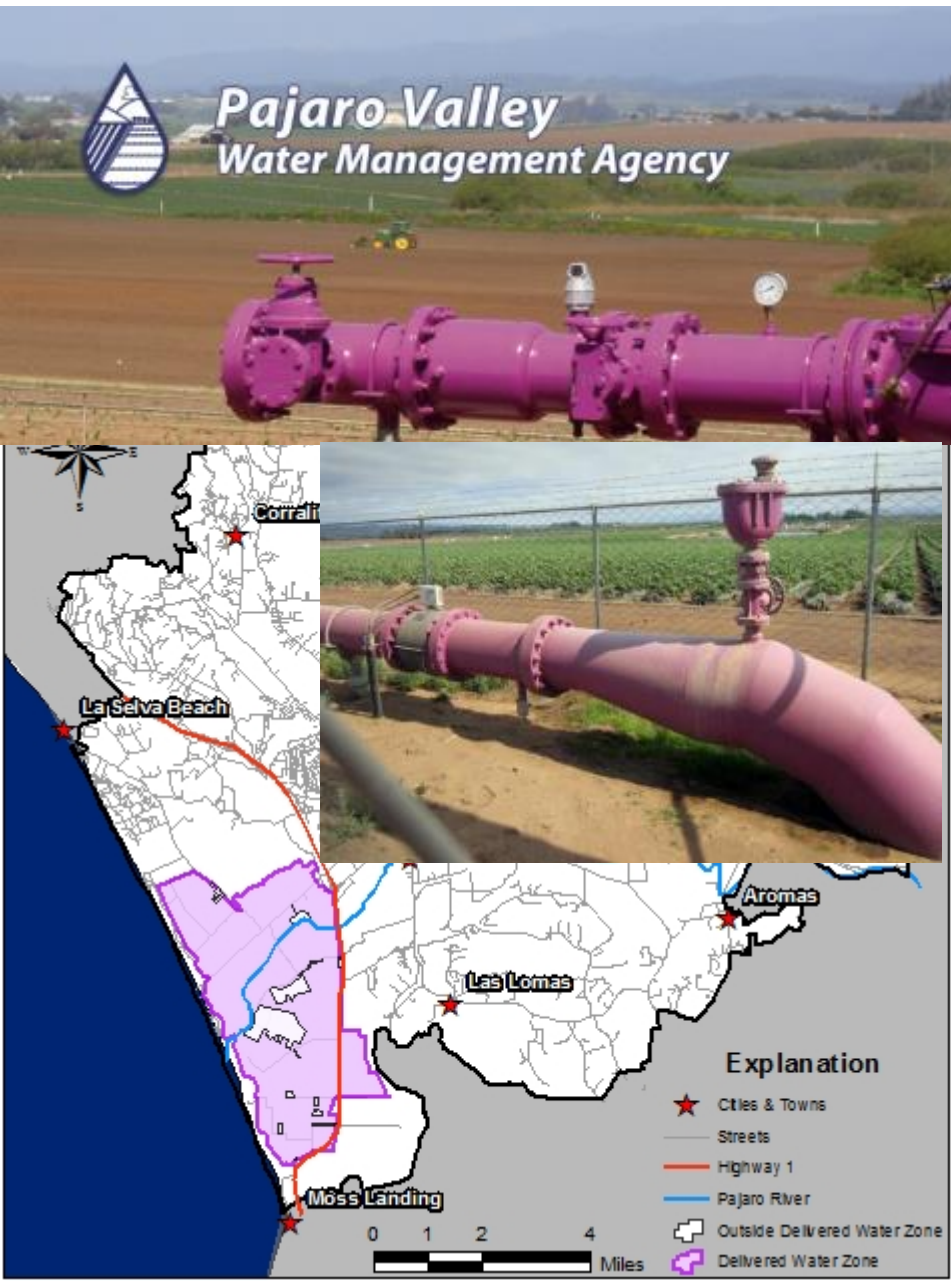 Pajaro Valley
Water Management Agency
W
E
S
Corrali
La Selva Beach
Aromas
Las Lomas
Explanation
Cities & Towns
Streets
Highway 1
Pajaro River
Outside Delivered Water Zone
Delivered Water Zone
Moss Landing
0 1 2 4
Miles